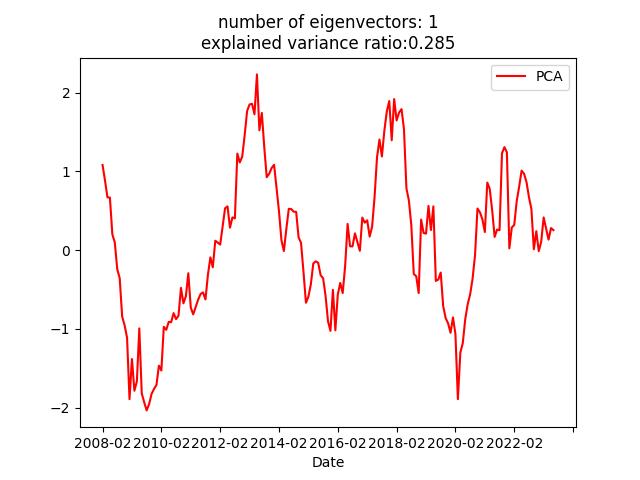 number of eigenvectors: 1
explained variance ratio:0.285
PCA
2
1
0
−1
−2
2008-02 2010-02 2012-02 2014-02 2016-02 2018-02 2020-02 2022-02
Date